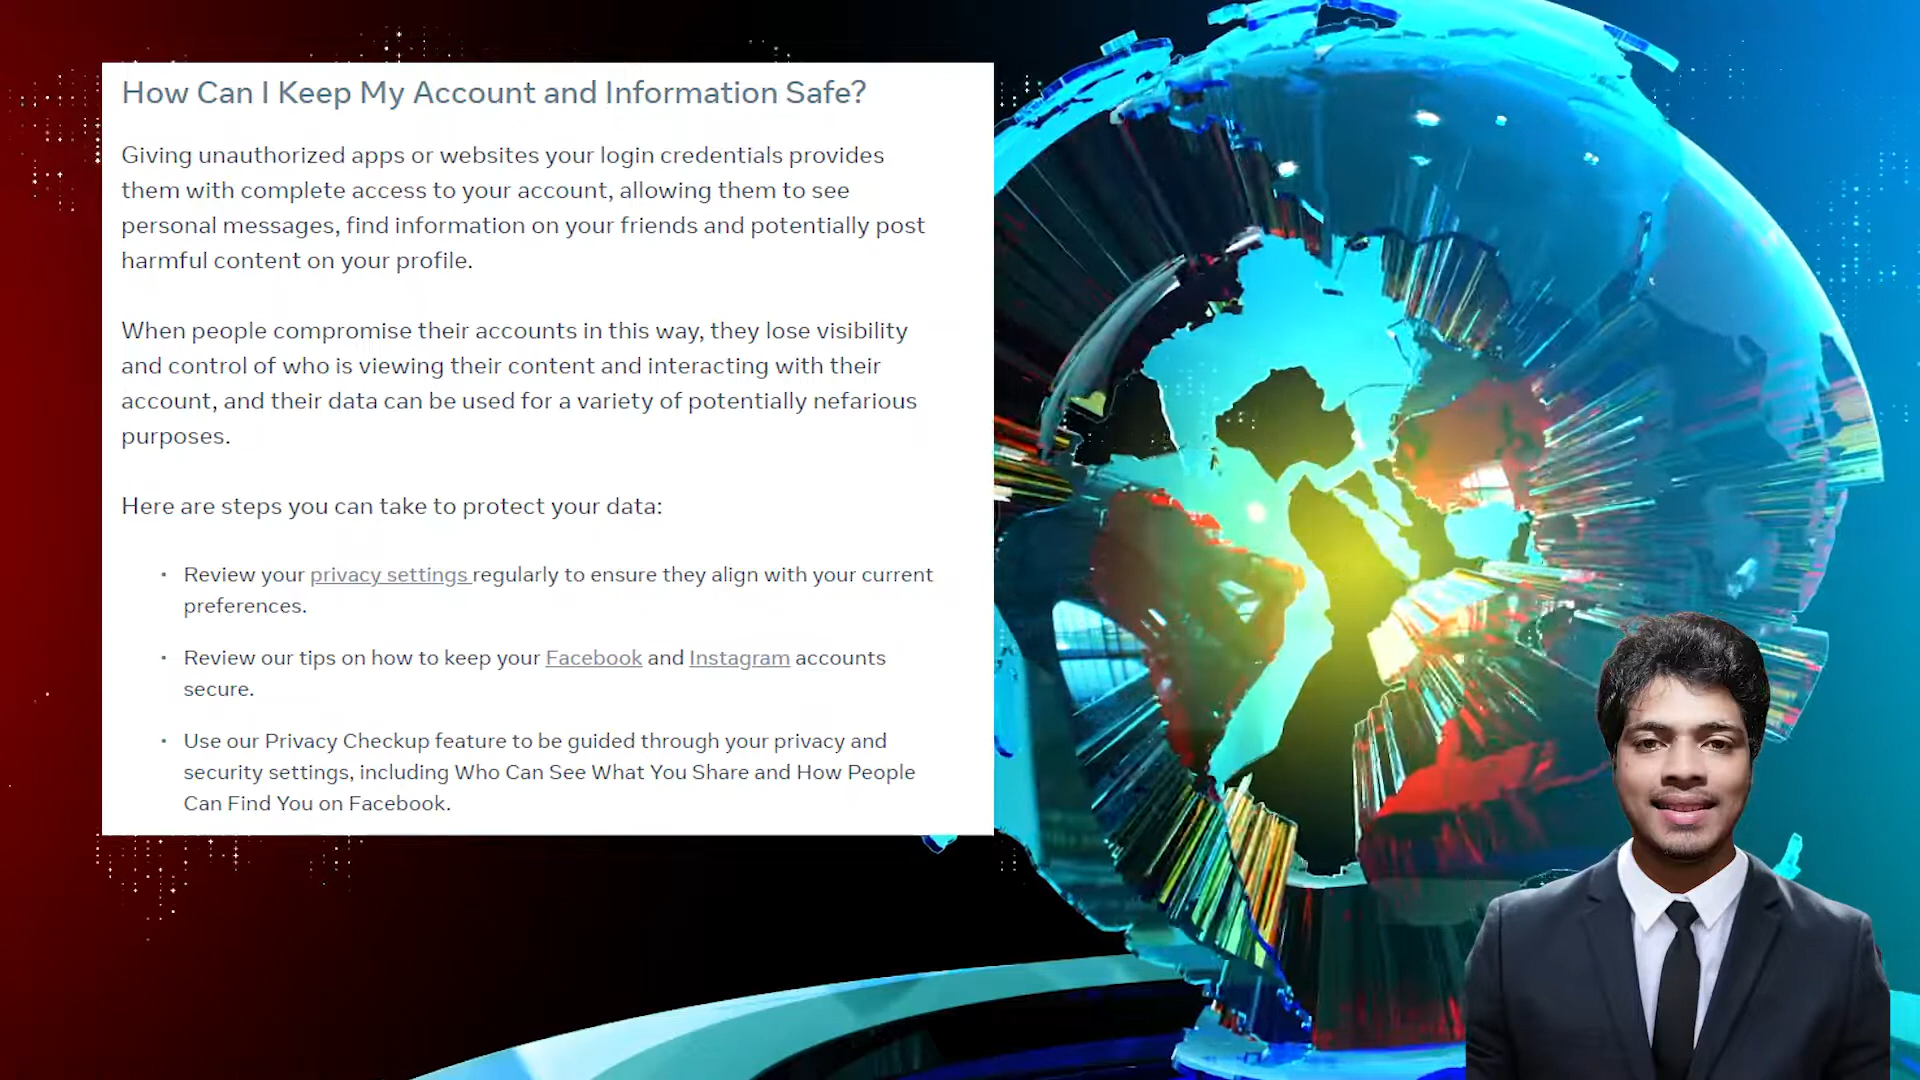 How Can I Keep My Account and Information Safe?
Giving unauthorized apps or websites your login credentials provides
them with complete access to your account, allowing them to see
personal messages, find information on your friends and potentially post
harmful content on your profile.
When people compromise their accounts in this way, they lose visibility
and control of who is viewing their content and interacting with their
account, and their data can be used for a variety of potentially nefarious
purposes.
Here are steps you can take to protect your data:
• Review your privacy settings regularly to ensure they align with your current
preferences.
• Review our tips on how to keep your Facebook and Instagram accounts
secure.
• Use our Privacy Checkup feature to be guided through your privacy and
security settings, including Who Can See What You Share and How People
Can Find You on Facebook.